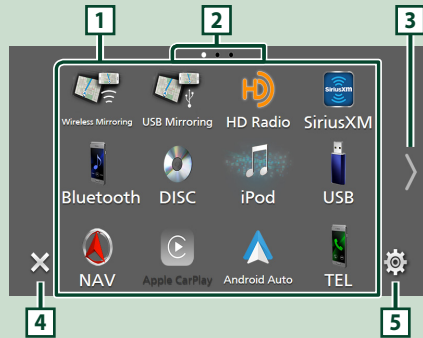 1 2 3
Wireless Mirroring USB Mirroring HD Radio SiriusXM
SiriusXM
Bluetooth DISC iPod USB
NAV Apple CarPlay Android Auto TEL
4 5